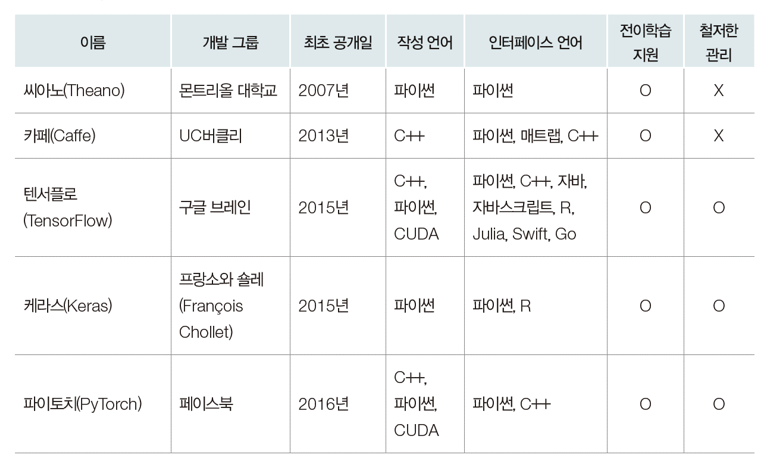 이름 개발 그룹 최초 공개일 작성 언어 인터페이스 언어 전이학습 지원 철저한 관리
씨아노(Theano) 몬트리올 대학교 2007년 파이썬 파이썬 O X
카페(Caffe) UC버클리 2013년 C++ 파이썬, 매트랩, C++ O X
텐서플로
(TensorFlow)
구글 브레인
2015년
C++,
파이썬,
CUDA
파이썬, C++, 자바,
자바스크립트, R,
Julia, Swift, Go
O
O
케라스(Keras)
프랑소와 숄레
(François
Chollet)
2015년
파이썬
파이썬, R
O
O
파이토치(PyTorch)
페이스북
2016년
C++,
파이썬,
CUDA
파이썬, C++
O
O